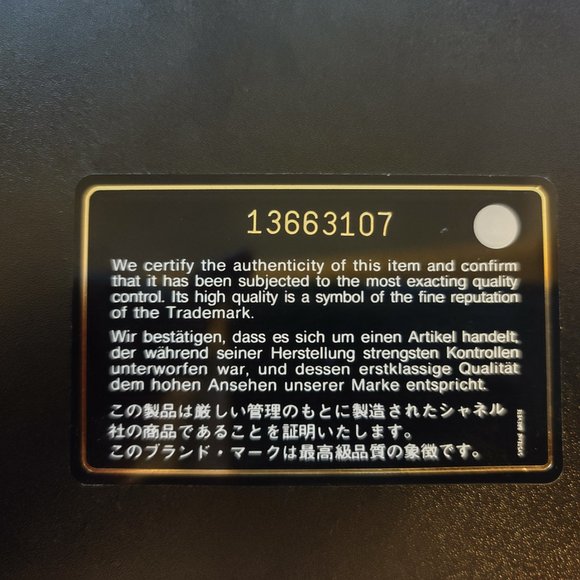 13663107
We certify the authenticity of this item and confirm
that it has been subjected to the most exacting quality
control. Its high quality is a symbol of the fine reputation
of the Trademark.
Wir bestätigen, dass es sich um einen Artikel handelt,
der während seiner Herstellung strengsten Kontrollen
unterworfen war, und dessen erstklassige Qualität
dem hohen Ansehen unserer Marke entspricht.
この製品は厳しい管理のもとに製造されたシャネル
社の商品であることを証明いたします。
このブランド・マークは最高級品質の象徴です。